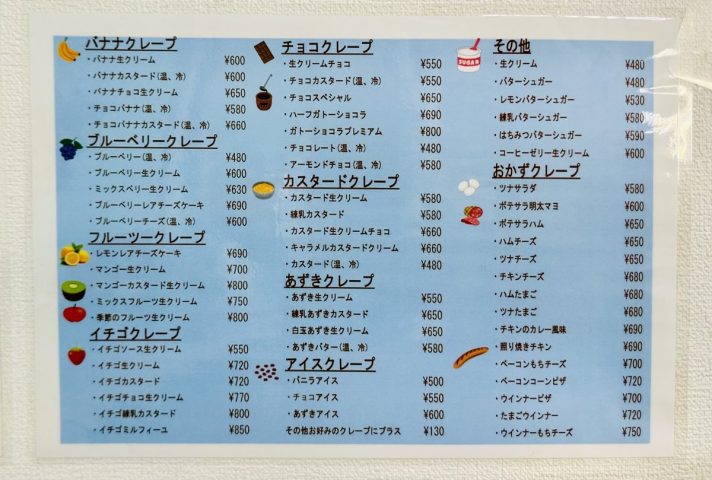 バナナクレープ
・バナナ生クリーム ¥600
・バナナカスタード(温、冷) ¥600
・バナナチョコ生クリーム ¥650
・チョコバナナ(温、冷) ¥580
・チョコバナナカスタード(温、冷) ¥660
ブルーベリークレープ
・ブルーベリー(温、冷) ¥480
・ブルーベリー生クリーム ¥600
・ミックスベリー生クリーム ¥630
・ブルーベリーレアチーズケーキ ¥690
・ブルーベリーチーズ(温、冷) ¥600
フルーツークレープ
・レモンレアチーズケーキ ¥690
・マンゴー生クリーム ¥700
・マンゴーカスタード生クリーム ¥800
・ミックスフルーツ生クリーム ¥750
・季節のフルーツ生クリーム ¥800
イチゴクレープ
・イチゴソース生クリーム ¥550
・イチゴ生クリーム ¥720
・イチゴカスタード ¥720
・イチゴチョコ生クリーム ¥770
・イチゴ練乳カスタード ¥800
・イチゴミルフィーユ ¥850
チョコクレープ
・生クリームチョコ ¥550
・チョコカスタード(温、冷) ¥550
・チョコスペシャル ¥650
・ハーフガトーショコラ ¥690
・ガトーショコラプレミアム ¥800
・チョコレート(温、冷) ¥480
・アーモンドチョコ(温、冷) ¥580
カスタードクレープ
・カスタード生クリーム ¥580
・練乳カスタード ¥580
・カスタード生クリームチョコ ¥660
・キャラメルカスタードクリーム ¥660
・カスタード(温、冷) ¥480
あずきクレープ
・あずき生クリーム ¥550
・練乳あずきカスタード ¥650
・白玉あずき生クリーム ¥650
・あずきバター(温、冷) ¥580
アイスクレープ
・バニラアイス ¥500
・チョコアイス ¥550
・あずきアイス ¥600
その他お好みのクレープにプラス ¥130
SUGAR
その他
・生クリーム ¥480
・バターシュガー ¥480
・レモンバターシュガー ¥530
・練乳バターシュガー ¥580
・はちみつバターシュガー ¥590
・コーヒーゼリー生クリーム ¥600
おかずクレープ
・ツナサラダ ¥580
・ポテサラ明太マヨ ¥600
・ポテサラハム ¥650
・ハムチーズ ¥650
・ツナチーズ ¥650
・チキンチーズ ¥680
・ハムたまご ¥680
・ツナたまご ¥680
・チキンのカレー風味 ¥690
・照り焼きチキン ¥690
・ベーコンもちチーズ ¥700
・ベーコンコーンピザ ¥720
・ウインナーピザ ¥700
・たまごウインナー ¥720
・ウインナーもちチーズ ¥750